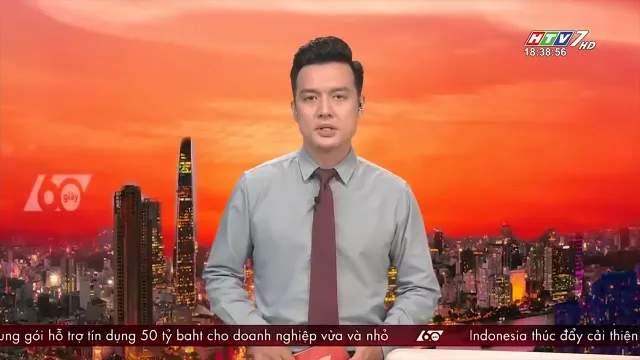 HTV7 HD
18:38:56
60 giây
ung gói hỗ trợ tín dụng 50 tỷ baht cho doanh nghiệp vừa và nhỏ 60 Indonesia thúc đẩy cải thiện